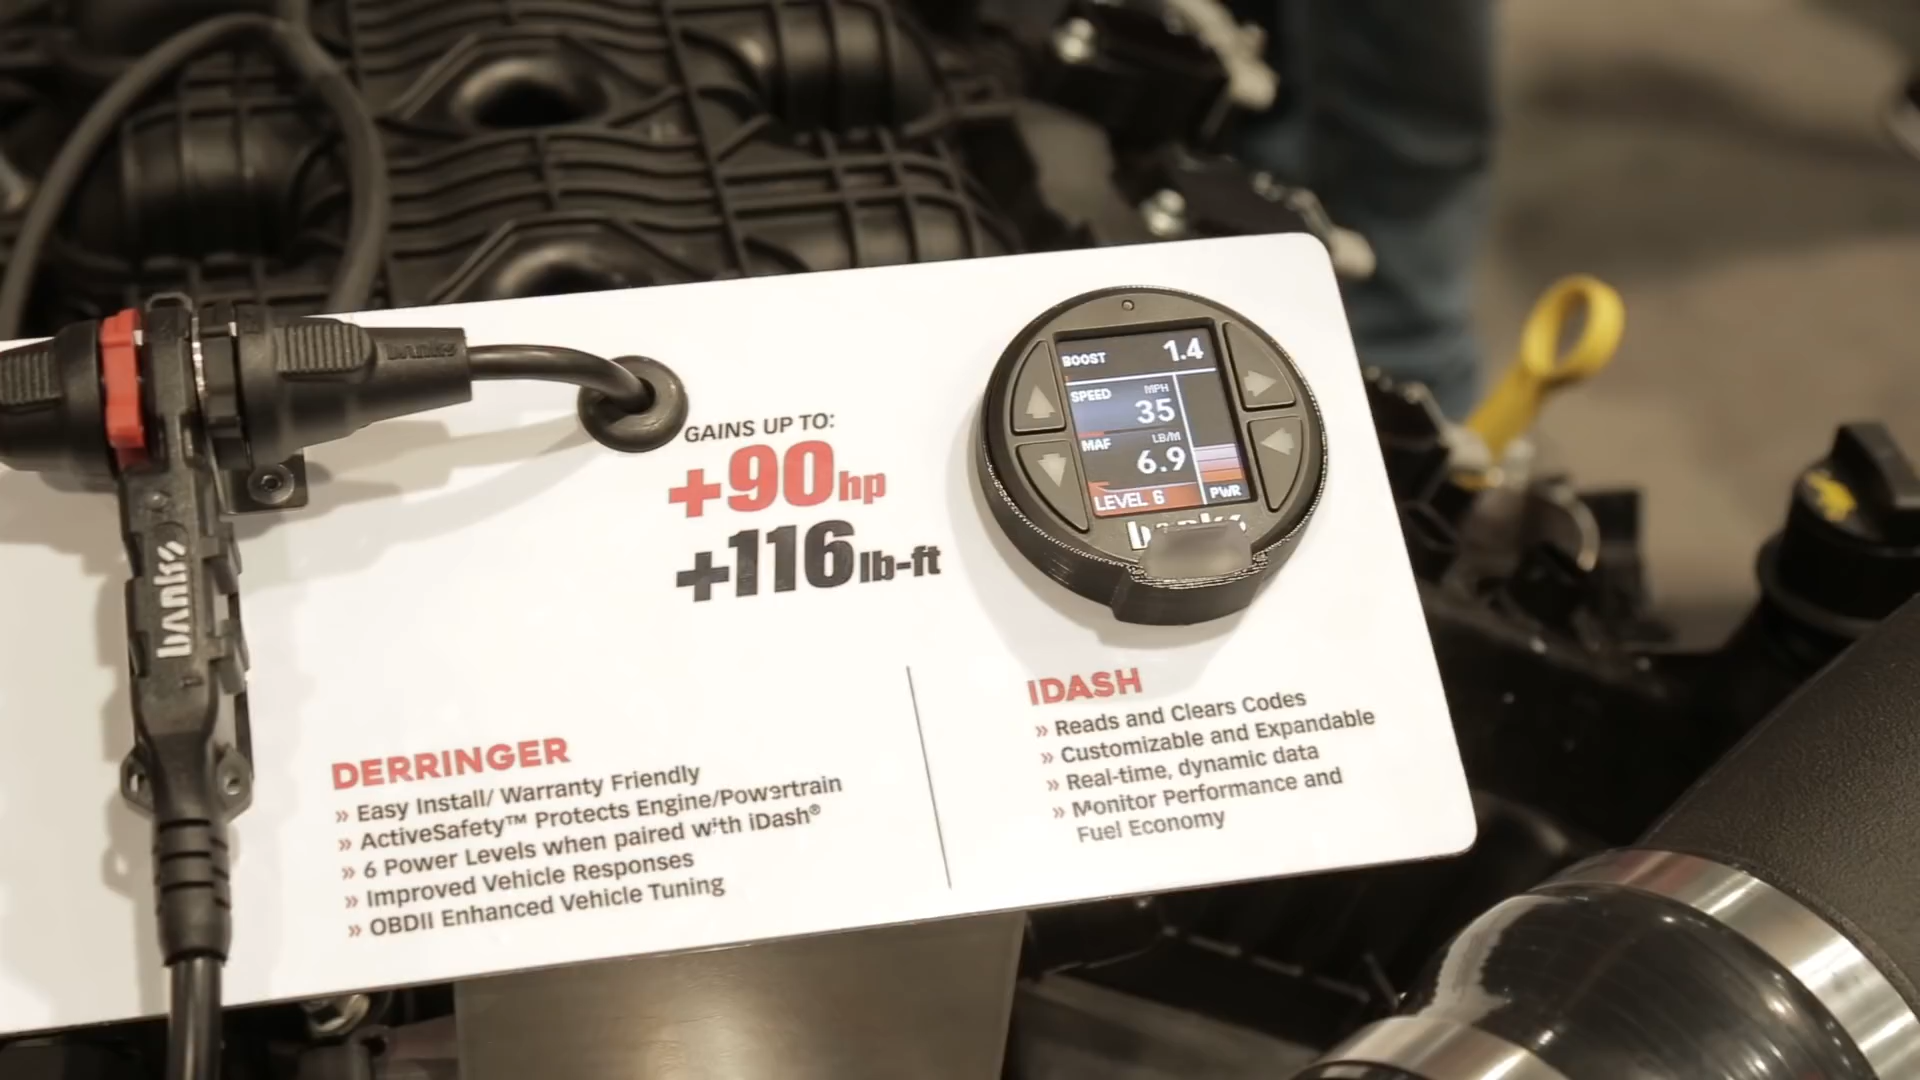 banks
banks
GAINS UP TO:
+90hp
+116lb-ft
BOOST 1.4
SPEED MPH
35
MAF LB/M
6.9
LEVEL 6 PWR
banks
DERRINGER
» Easy Install/ Warranty Friendly
» ActiveSafety™ Protects Engine/Powertrain
» 6 Power Levels when paired with iDash®
» Improved Vehicle Responses
» OBDII Enhanced Vehicle Tuning
IDASH
» Reads and Clears Codes
» Customizable and Expandable
» Real-time, dynamic data
» Monitor Performance and
Fuel Economy